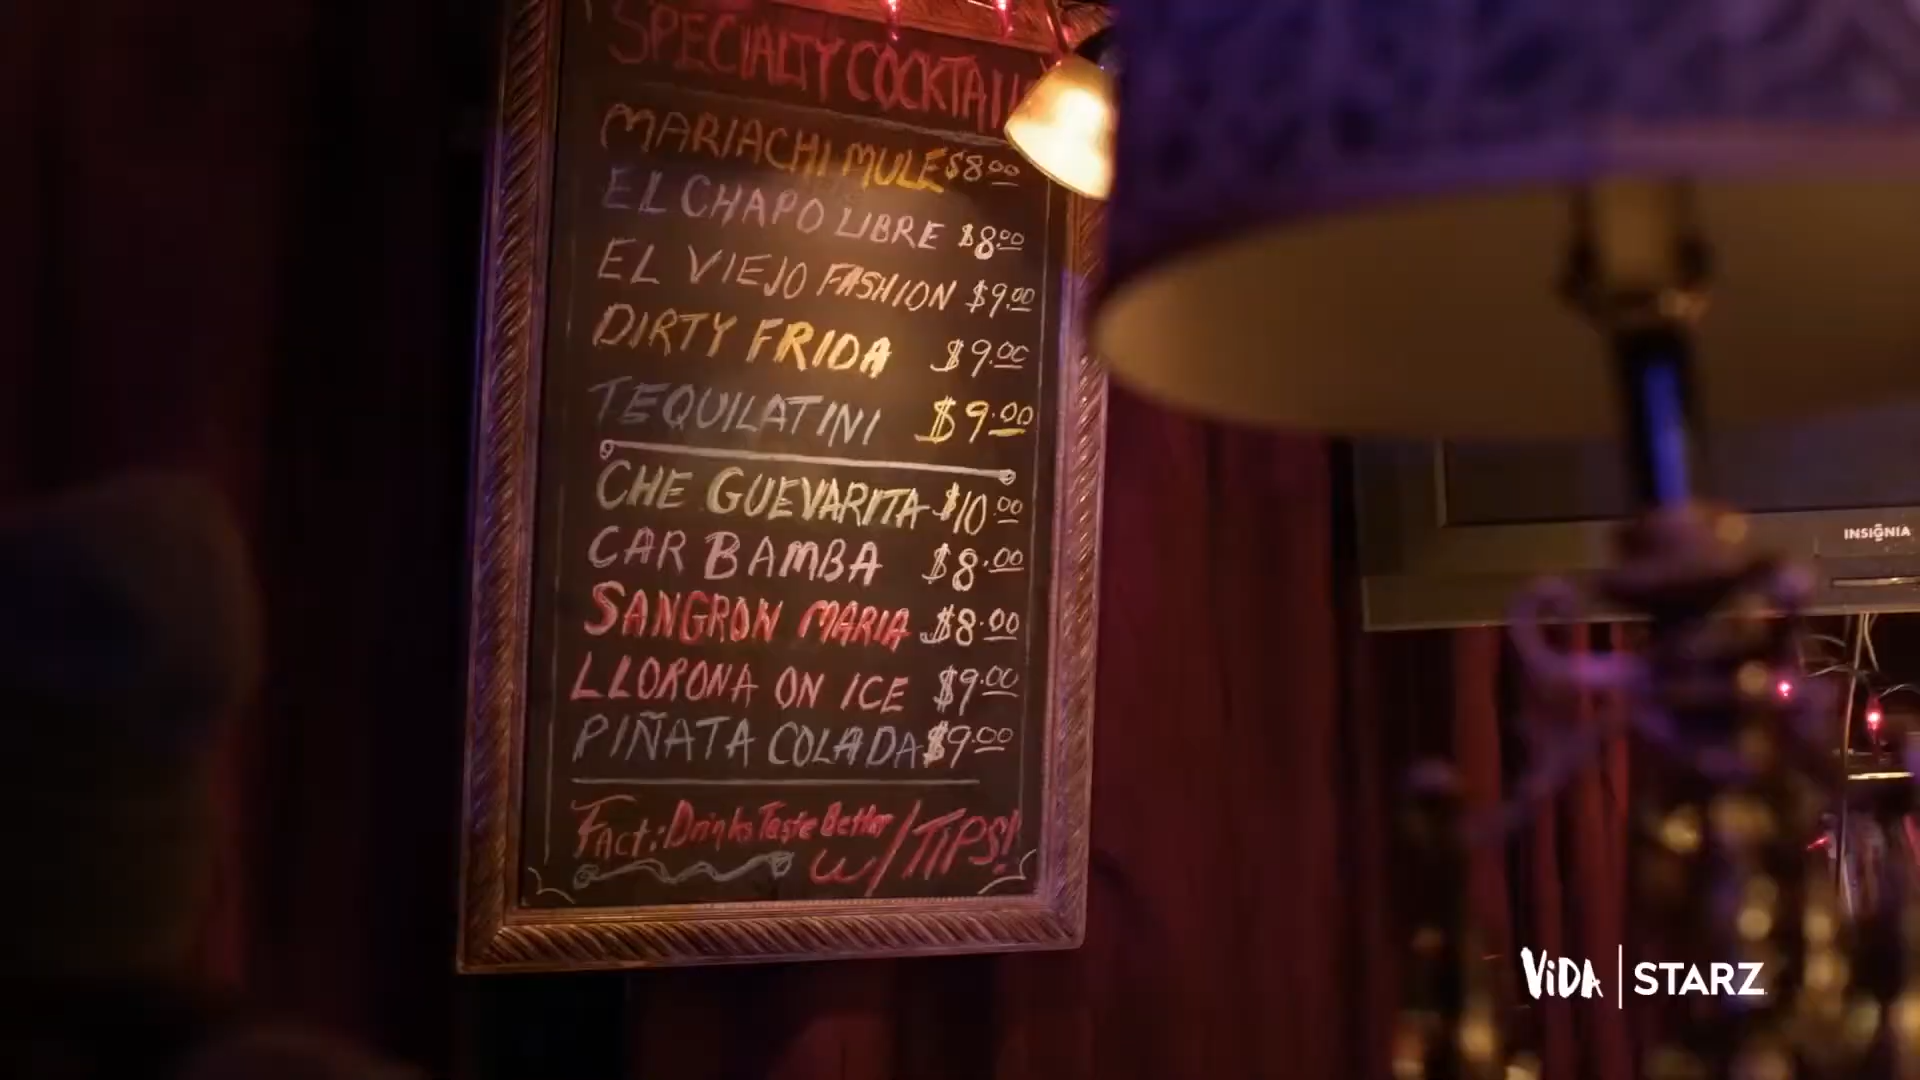 SPECIALTY COCKTAIL
MARIACHI MULE $8.00
EL CHAPO LIBRE $8.00
EL VIEJO FASHION $9.00
DIRTY FRIDA $9.00
TEQUILATINI $9.00
CHE GUEVARITA $10.00
CAR BAMBA $8.00
SANGRON MARIA $8.00
LLORONA ON ICE $9.00
PIÑATA COLADA $9.00
Fact: Drinks Taste Better
w/ TIPS!
INSIGNIA
ViDA | STARZ